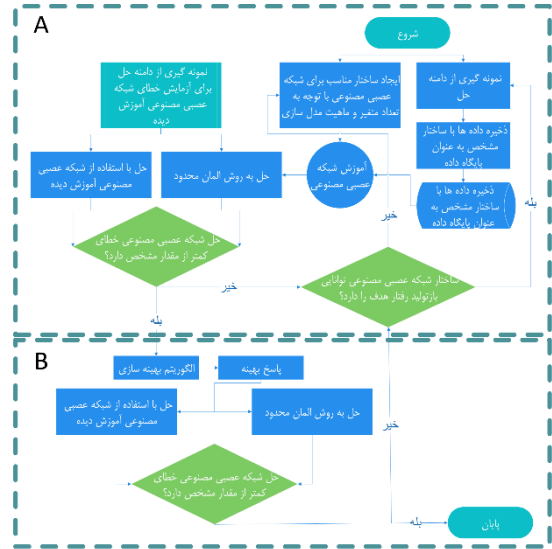 A
شروع
نمونه گیری از دامنه حل
برای آزمایش خطای شبکه
عصبی مصنوعی آموزش
دیده
ایجاد ساختار مناسب برای شبکه
عصبی مصنوعی با توجه به
تعداد متغیر و ماهیت مدل سازی
نمونه گیری از دامنه
حل
ذخیره داده ها با ساختار
مشخص به عنوان
پایگاه داده
حل با استفاده از شبکه عصبی
مصنوعی آموزش دیده
حل به روش المان محدود
آموزش شبکه
عصبی مصنوعی
ذخیره داده ها با
ساختار مشخص به
عنوان پایگاه داده
بله
خیر
حل شبکه عصبی مصنوعی خطای
کمتر از مقدار مشخص دارد؟
خیر
ساختار شبکه عصبی مصنوعی توانایی
بازتولید رفتار هدف را دارد؟
بله
B
الگوریتم بهینه سازی
پاسخ بهینه
حل با استفاده از شبکه عصبی
مصنوعی آموزش دیده
حل به روش المان محدود
خیر
حل شبکه عصبی مصنوعی خطای
کمتر از مقدار مشخص دارد؟
بله
پایان